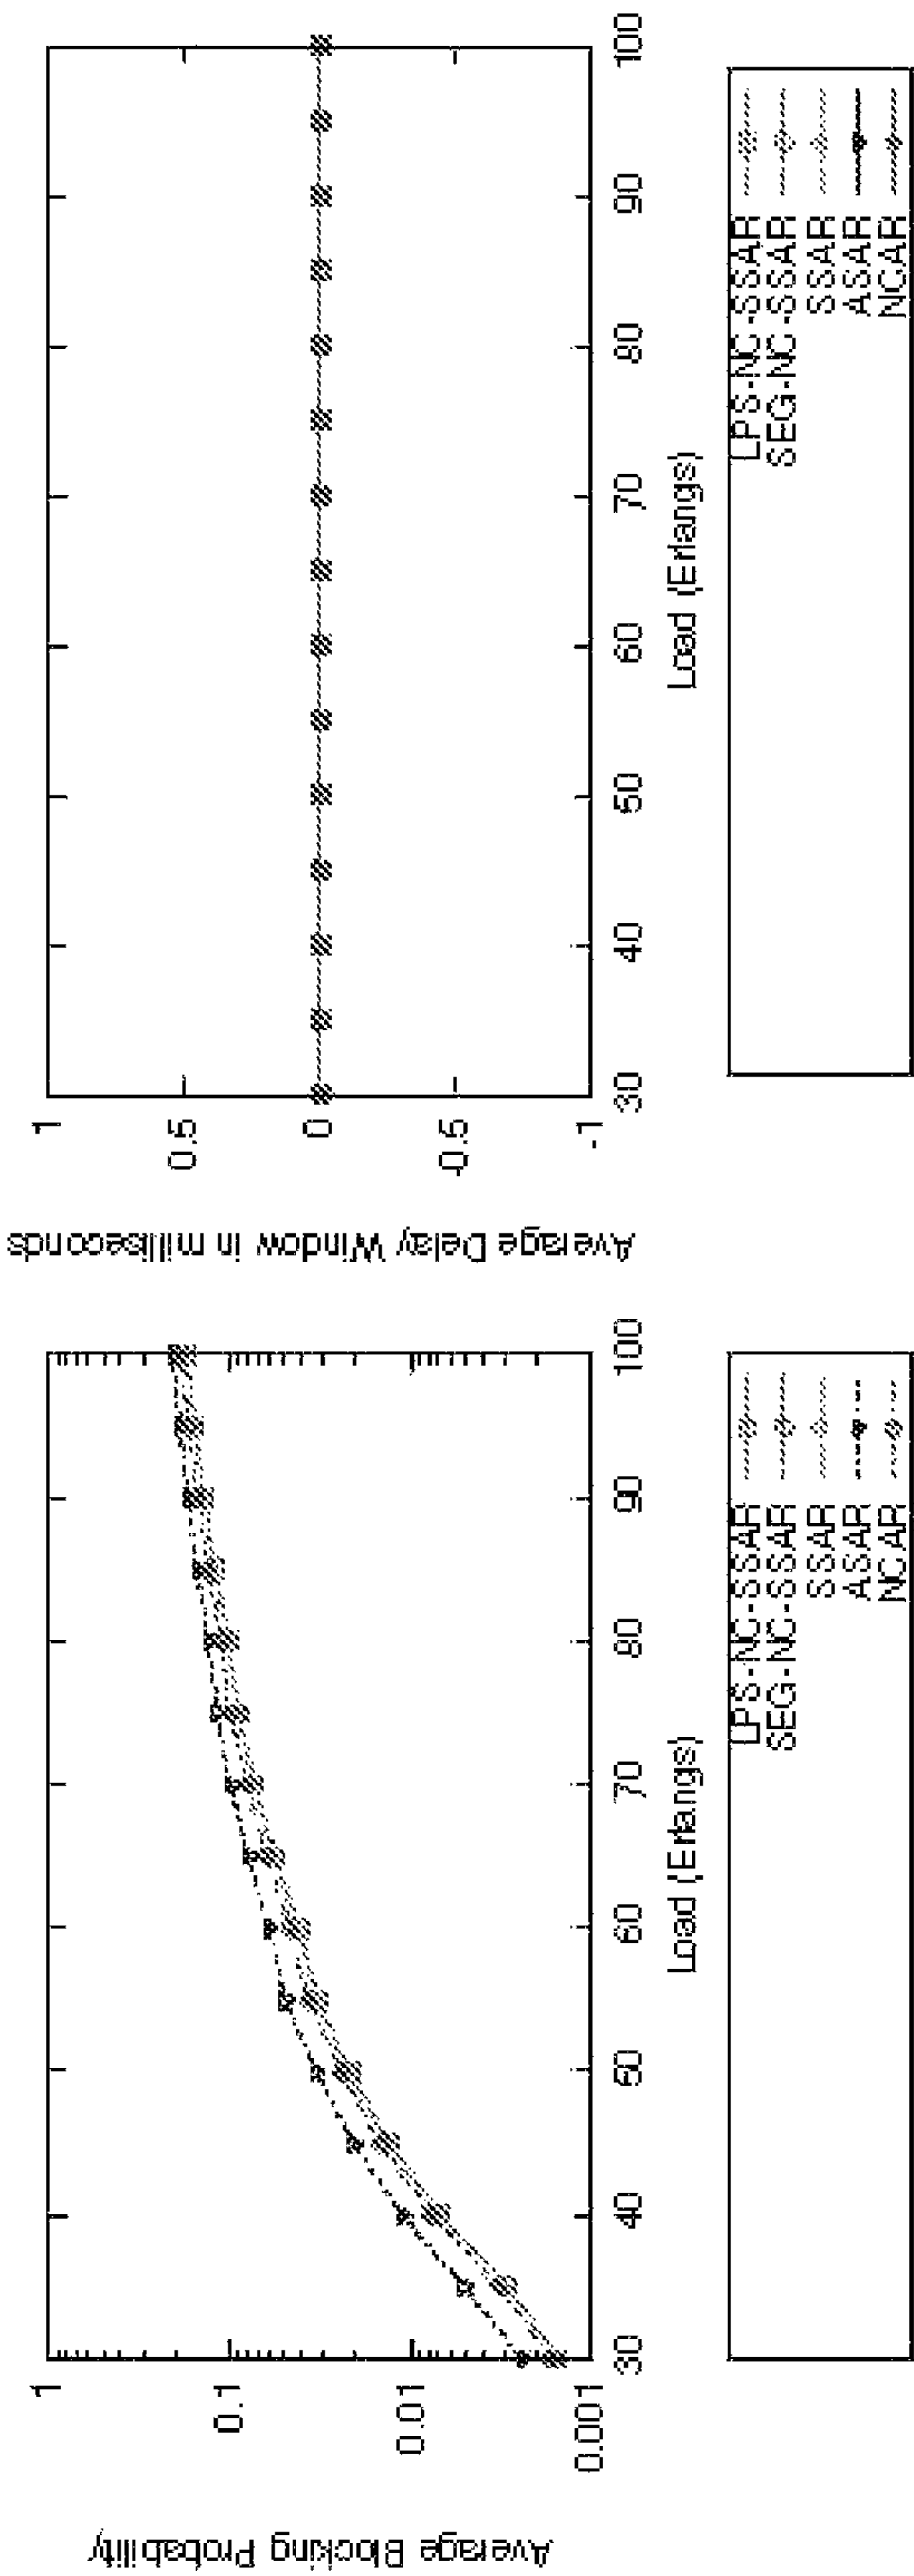 Average Blocking Probability
1
0.1
0.01
0.001
30 40 50 60 70 80 90 100
Load (Erlangs)
LPS-NC-SSAR
SEG-NC-SSAR
SSAR
ASAR
NCAR
Average Delay Window in milliseconds
1
0.5
0
-0.5
-1
30 40 50 60 70 80 90 100
Load (Erlangs)
LPS-NC-SSAR
SEG-NC-SSAR
SSAR
ASAR
NCAR